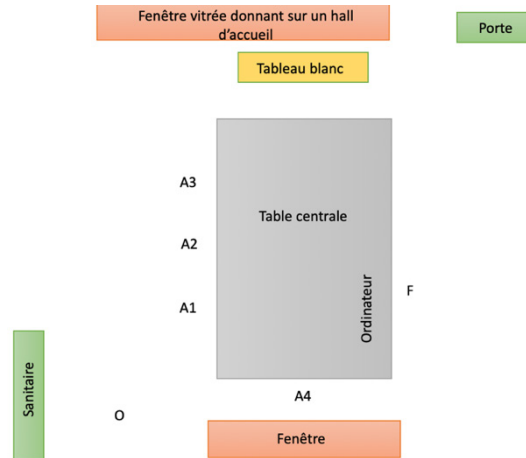 Fenêtre vitrée donnant sur un hall
d’accueil
Porte
Tableau blanc
A3
Table centrale
A2
A1
Ordinateur
F
Sanitaire
A4
O
Fenêtre